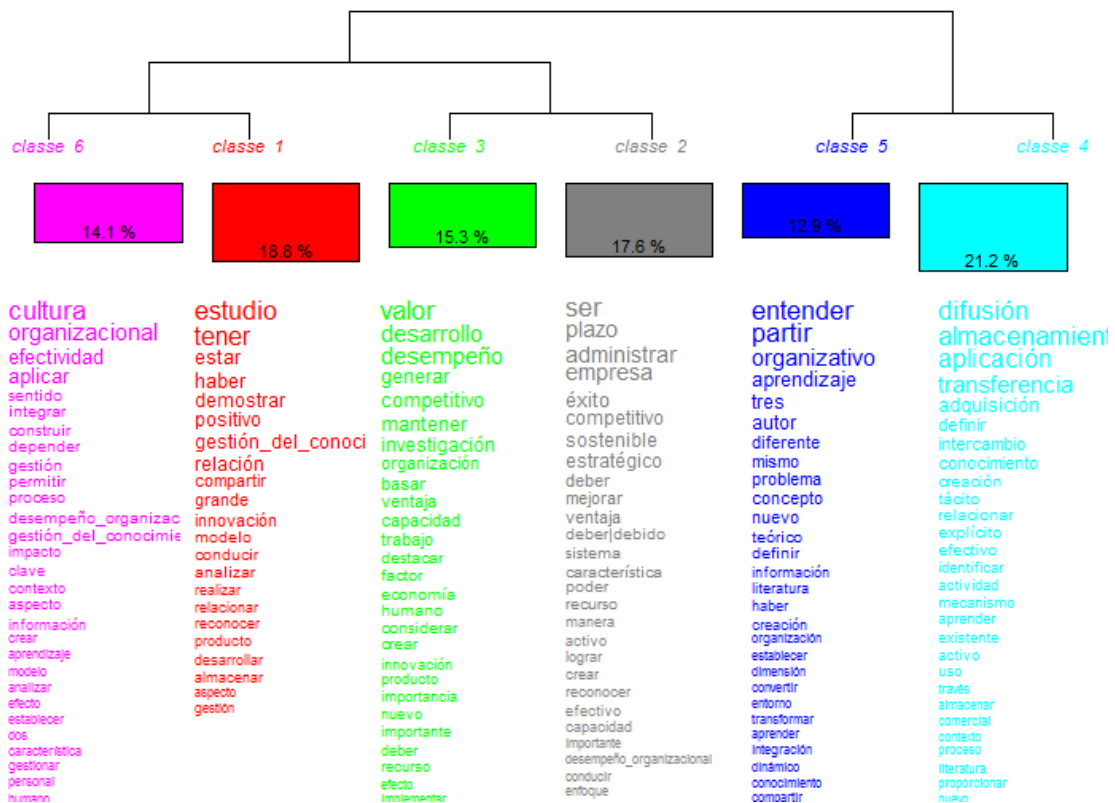 classe 6
classe 1
classe 3
classe 2
classe 5
classe 4
14.1 %
18.8 %
15.3 %
17.6 %
12.9 %
21.2 %
cultura
organizacional
efectividad
aplicar
sentido
integrar
construir
depender
gestión
permitir
proceso
desempeño_organizac
gestión_del_conocimie
impacto
clave
contexto
aspecto
información
crear
aprendizaje
modelo
analizar
efecto
establecer
dos
característica
gestionar
personal
humano
estudio
tener
estar
haber
demostrar
positivo
gestión_del_conoci
relación
compartir
grande
innovación
modelo
conducir
analizar
realizar
relacionar
reconocer
producto
desarrollar
almacenar
aspecto
gestión
valor
desarrollo
desempeño
generar
competitivo
mantener
investigación
organización
basar
ventaja
capacidad
trabajo
destacar
factor
economía
humano
considerar
crear
innovación
producto
importancia
nuevo
importante
deber
recurso
efecto
implementar
ser
plazo
administrar
empresa
éxito
competitivo
sostenible
estratégico
deber
mejorar
ventaja
deber|debido
sistema
característica
poder
recurso
manera
activo
lograr
crear
reconocer
efectivo
capacidad
importante
desempeño_organizacional
conducir
enfoque
entender
partir
organizativo
aprendizaje
tres
autor
diferente
mismo
problema
concepto
nuevo
teórico
definir
información
literatura
haber
creación
organización
establecer
dimensión
convertir
entorno
transformar
aprender
integración
dinámico
conocimiento
compartir
difusión
almacenamient
aplicación
transferencia
adquisición
definir
intercambio
conocimiento
creación
tácito
relacionar
explícito
efectivo
identificar
actividad
mecanismo
aprender
existente
activo
uso
través
almacenar
comercial
contexto
proceso
literatura
proporcionar
nuevo